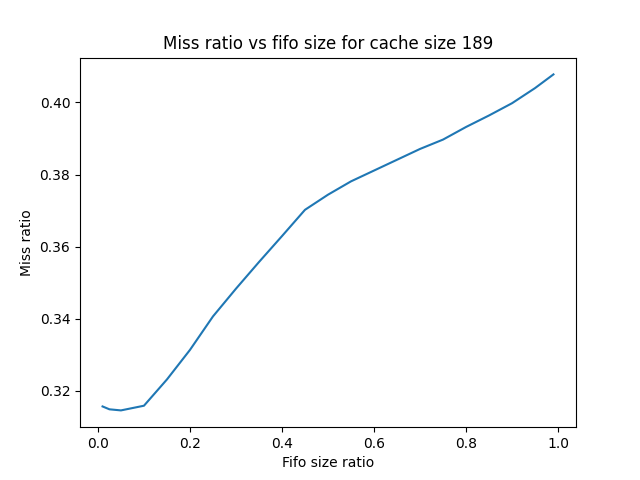 Miss ratio vs fifo size for cache size 189
0.40
0.38
0.36
0.34
0.32
Miss ratio
0.0 0.2 0.4 0.6 0.8 1.0
Fifo size ratio